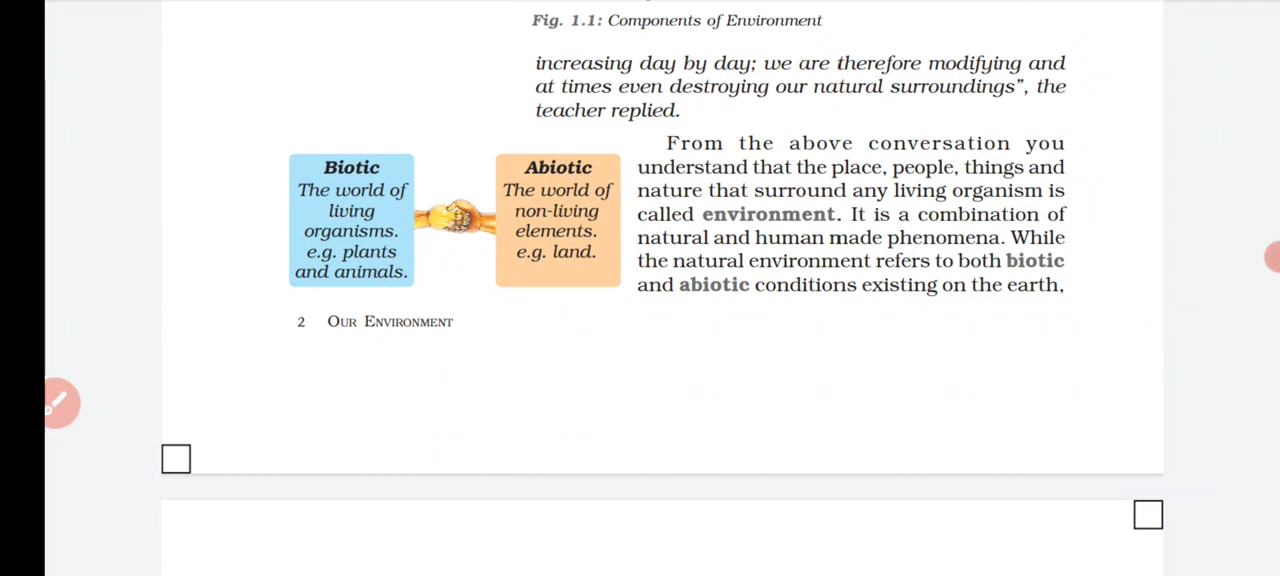 Fig. 1.1: Components of Environment
increasing day by day; we are therefore modifying and
at times even destroying our natural surroundings”, the
teacher replied.
Biotic
The world of
living
organisms.
e.g. plants
and animals.
Abiotic
The world of
non-living
elements.
e.g. land.
From the above conversation you
understand that the place, people, things and
nature that surround any living organism is
called environment. It is a combination of
natural and human made phenomena. While
the natural environment refers to both biotic
and abiotic conditions existing on the earth,
2 OUR ENVIRONMENT